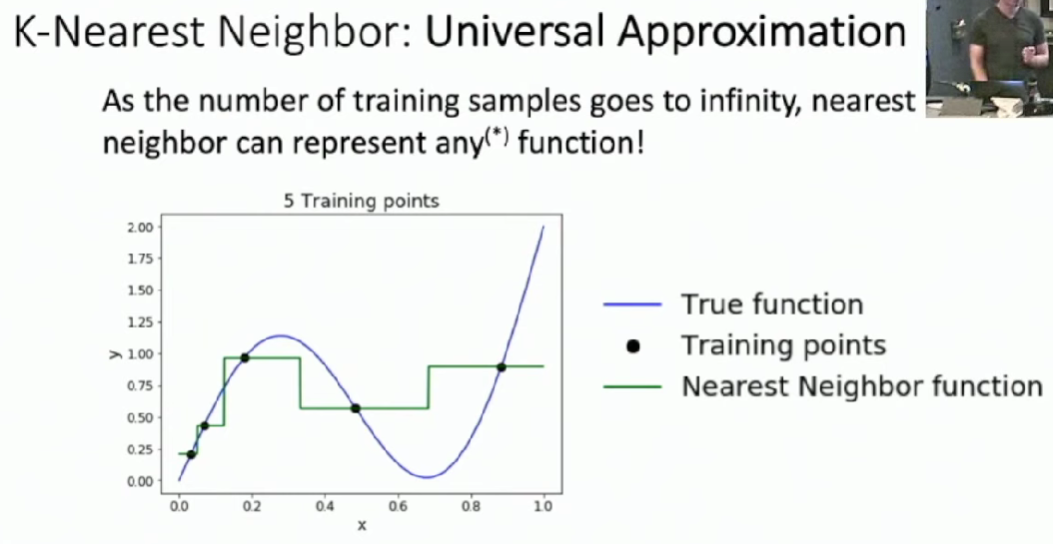 K-Nearest Neighbor: Universal Approximation
As the number of training samples goes to infinity, nearest
neighbor can represent any(*) function!
5 Training points
2.00
1.75
1.50
1.25
1.00
0.75
0.50
0.25
0.00
y
0.0 0.2 0.4 0.6 0.8 1.0
x
True function
Training points
Nearest Neighbor function